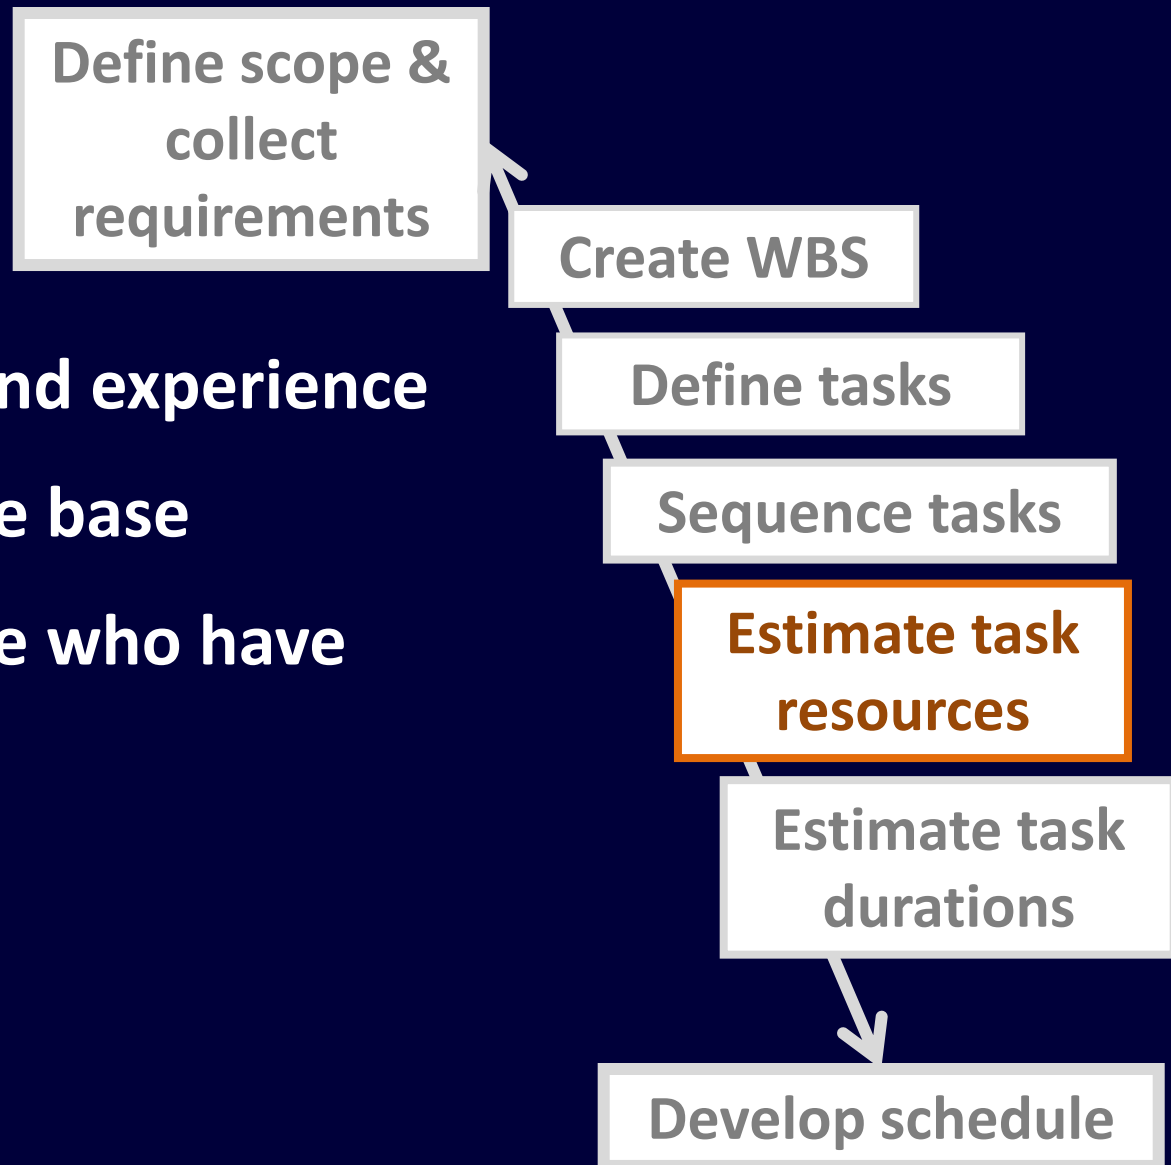 Define scope &
collect
requirements
Create WBS
nd experience
Define tasks
e base
Sequence tasks
e who have
Estimate task
resources
Estimate task
durations
Develop schedule